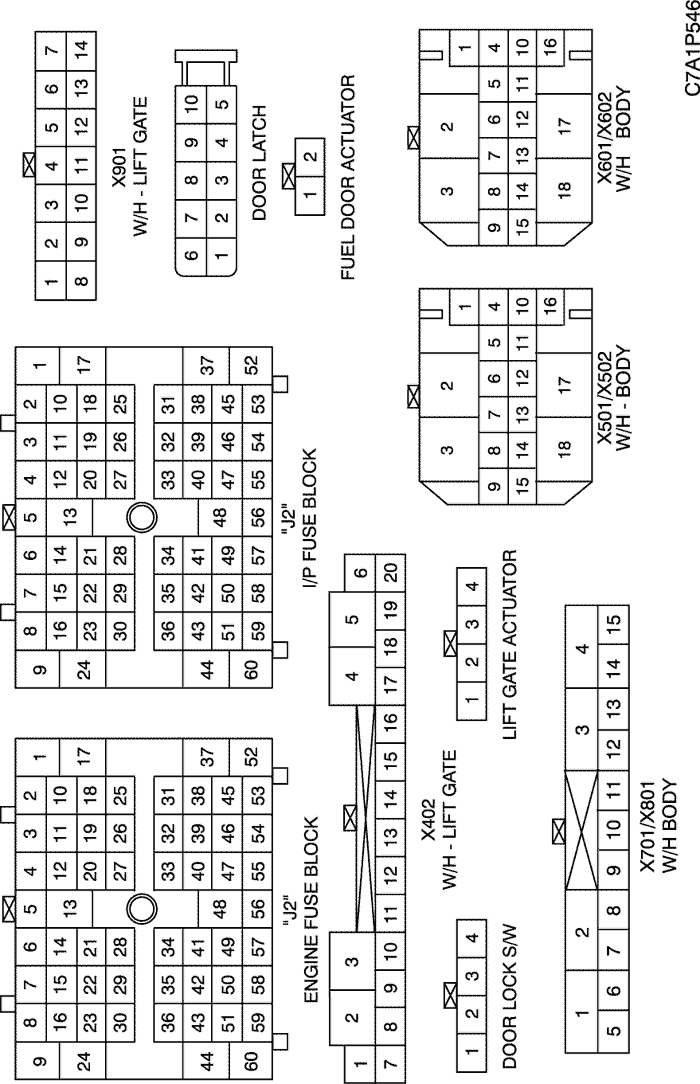 9 8 7 6 5 4 3 2 1
16 15 14 13 12 11 10
24 17
23 22 21 20 19 18
30 29 28 27 26 25
36 35 34 33 32 31
43 42 41 40 39 38
44 48 37
51 50 49 47 46 45
60 59 58 57 56 55 54 53 52
"J2"
ENGINE FUSE BLOCK
9 8 7 6 5 4 3 2 1
16 15 14 13 12 11 10
24 17
23 22 21 20 19 18
30 29 28 27 26 25
36 35 34 33 32 31
43 42 41 40 39 38
44 48 37
51 50 49 47 46 45
60 59 58 57 56 55 54 53 52
"J2"
I/P FUSE BLOCK
1 2 3 4 5 6 7
8 9 10 11 12 13 14
X901
W/H - LIFT GATE
6 7 8 9 10
1 2 3 4 5
DOOR LATCH
1 2
FUEL DOOR ACTUATOR
1 2 3 4 5 6
7 8 9 10 11 12 13 14 15 16 17 18 19 20
X402
W/H - LIFT GATE
1 2 3 4
DOOR LOCK S/W
1 2 3 4
LIFT GATE ACTUATOR
3 2 1
9 8 7 6 5 4
15 14 13 12 11 10
18 17 16
X501/X502
W/H - BODY
3 2 1
9 8 7 6 5 4
15 14 13 12 11 10
18 17 16
X601/X602
W/H - BODY
1 2 3 4
5 6 7 8 9 10 11 12 13 14 15
X701/X801
W/H BODY
C7A1P546